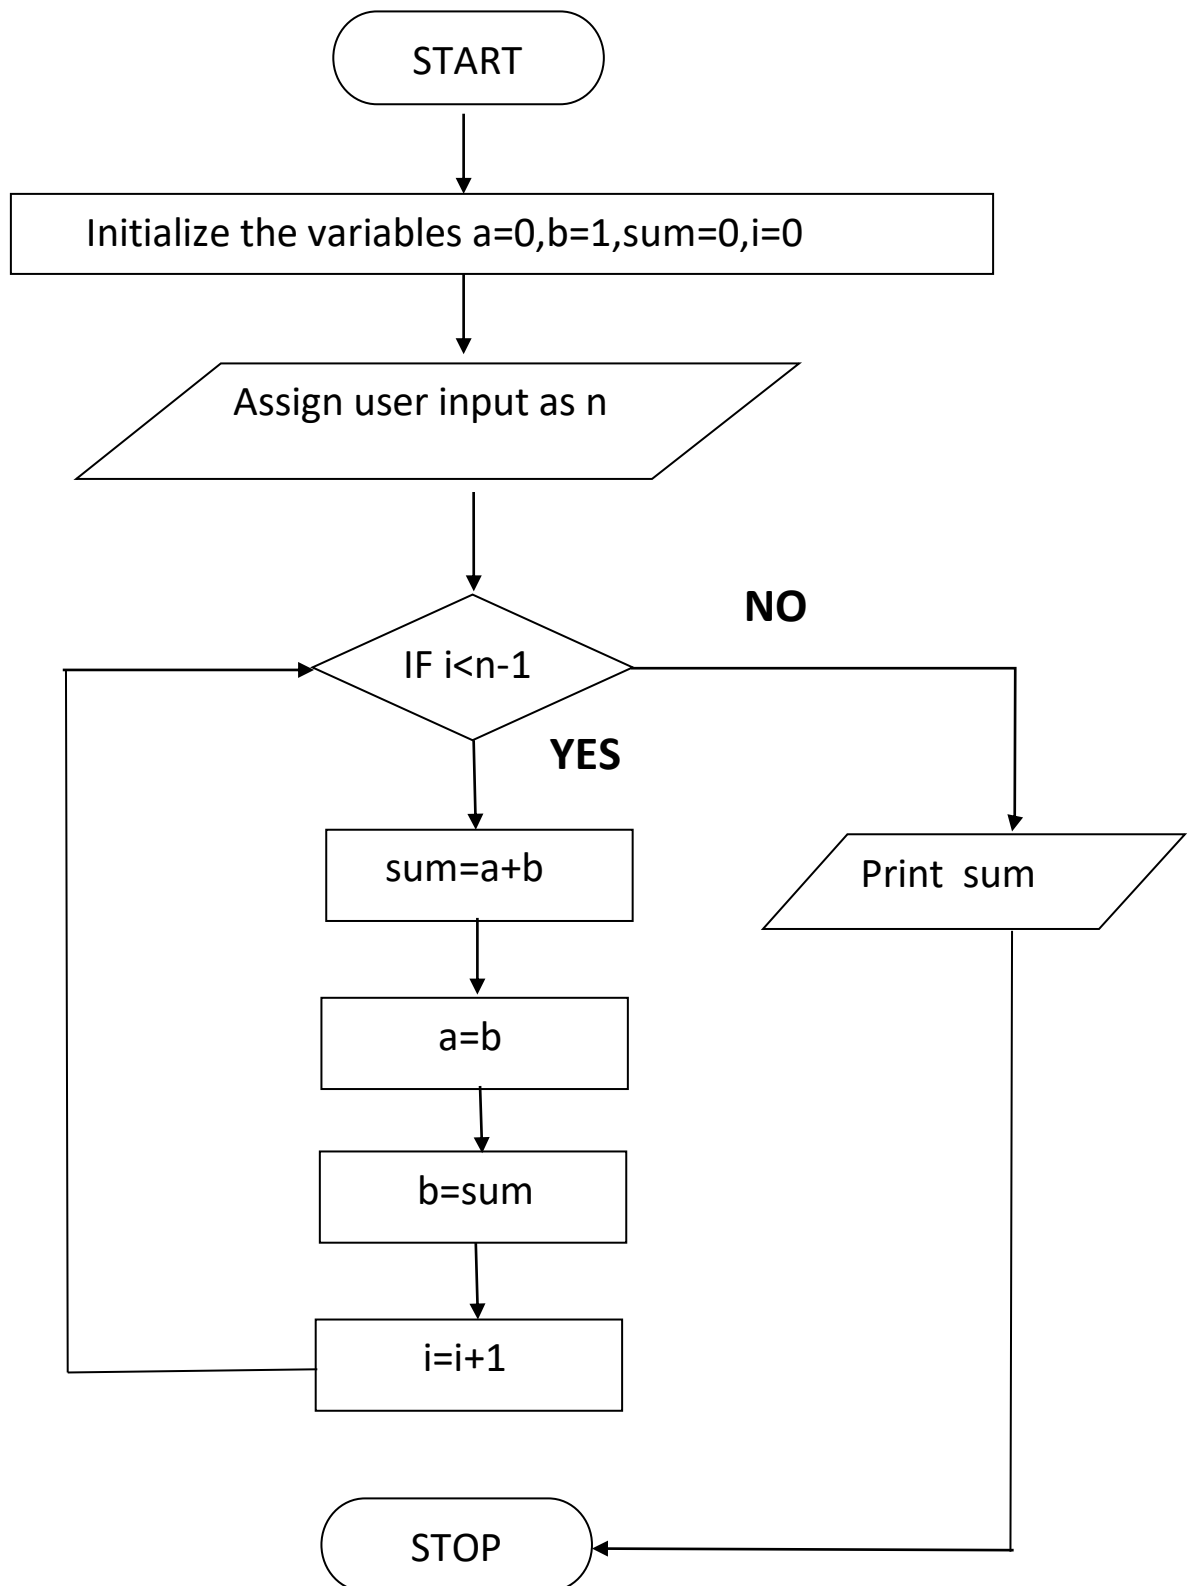 START
Initialize the variables a=0,b=1,sum=0,i=0
Assign user input as n
NO
IF i<n-1
YES
sum=a+b
Print  sum
a=b
b=sum
i=i+1
STOP